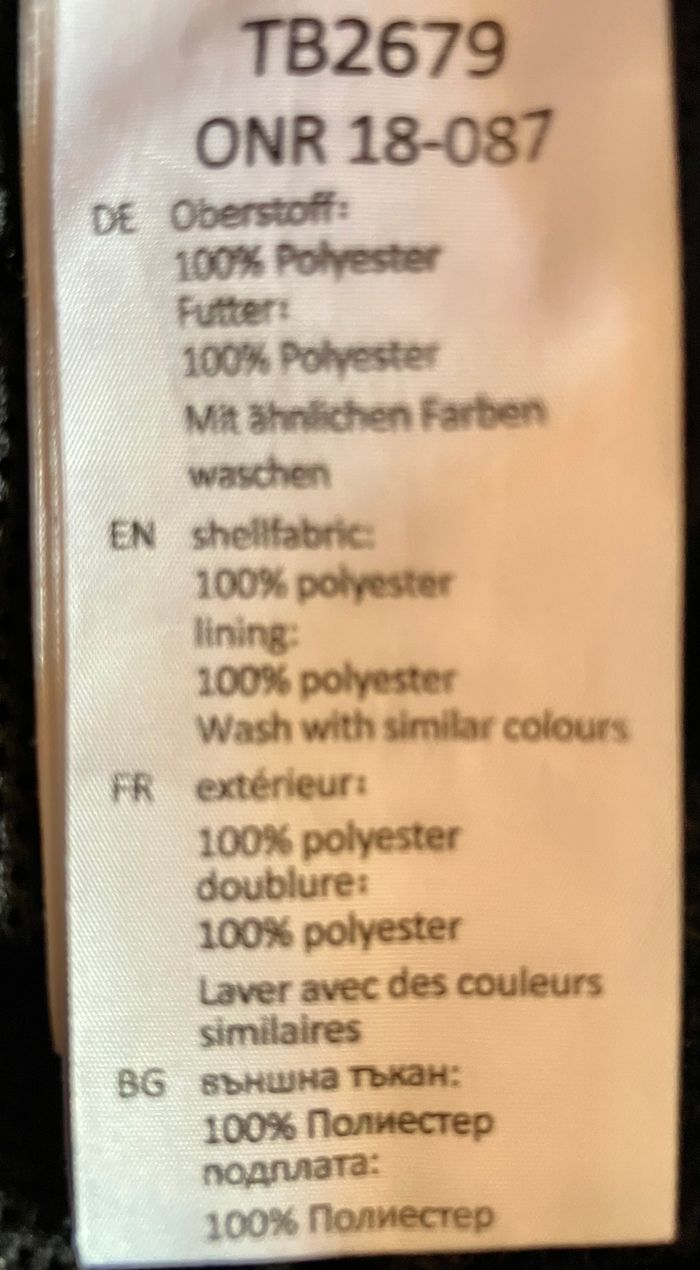 TB2679
ONR 18-087
DE Oberstoff:
100% Polyester
Futter:
100% Polyester
Mit ähnlichen Farben
waschen
EN shellfabric:
100% polyester
lining:
100% polyester
Wash with similar colours
FR extérieur:
100% polyester
doublure:
100% polyester
Laver avec des couleurs
similaires
BG външна тъкан:
100% Полиестер
подплата:
100% Полиестер